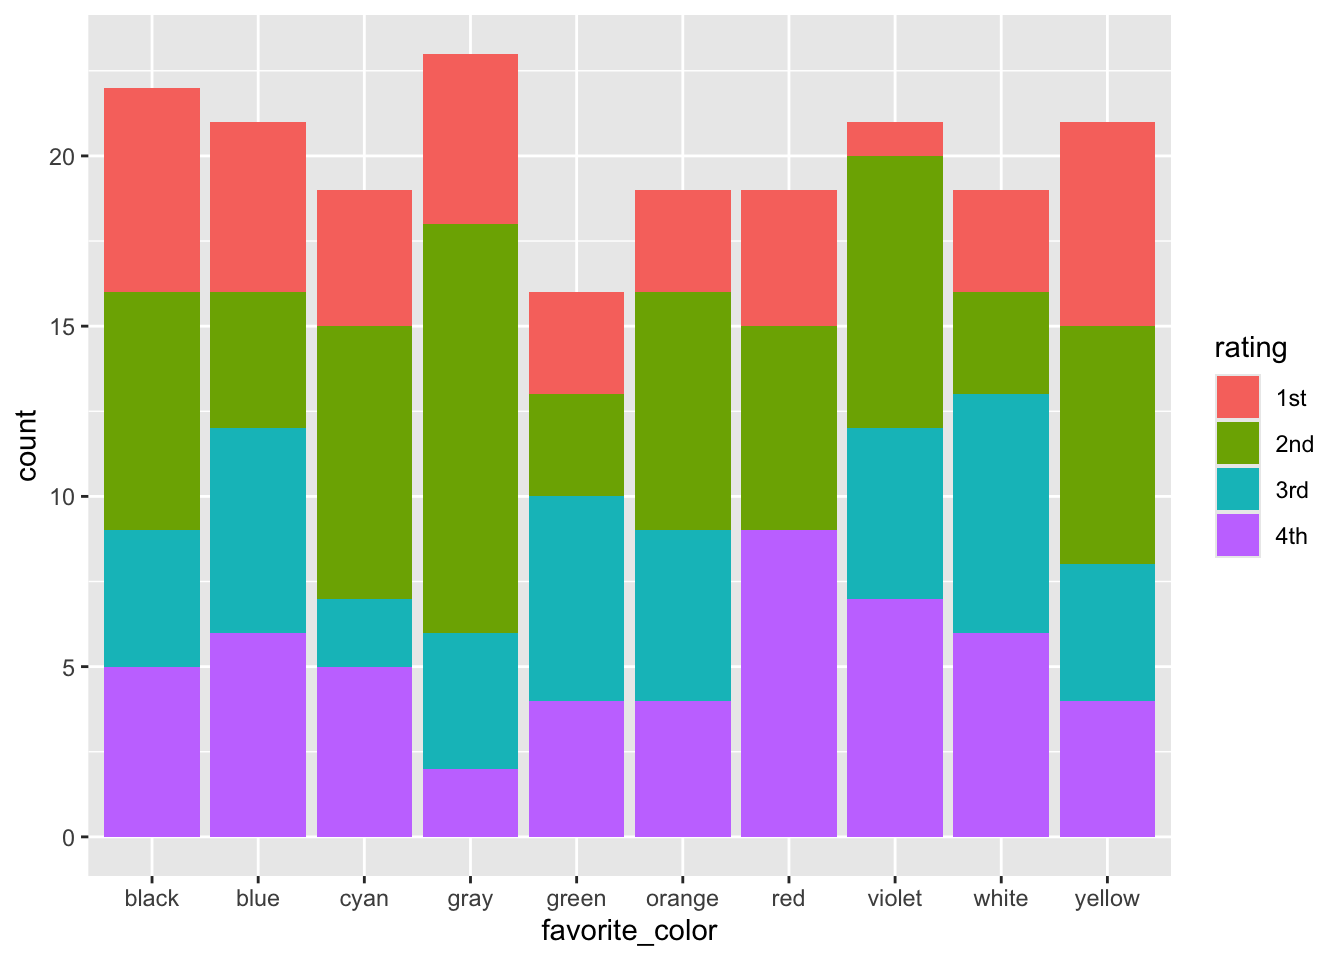 20
15
10
5
0
count
black blue cyan gray green orange red violet white yellow
favorite_color
rating
1st
2nd
3rd
4th